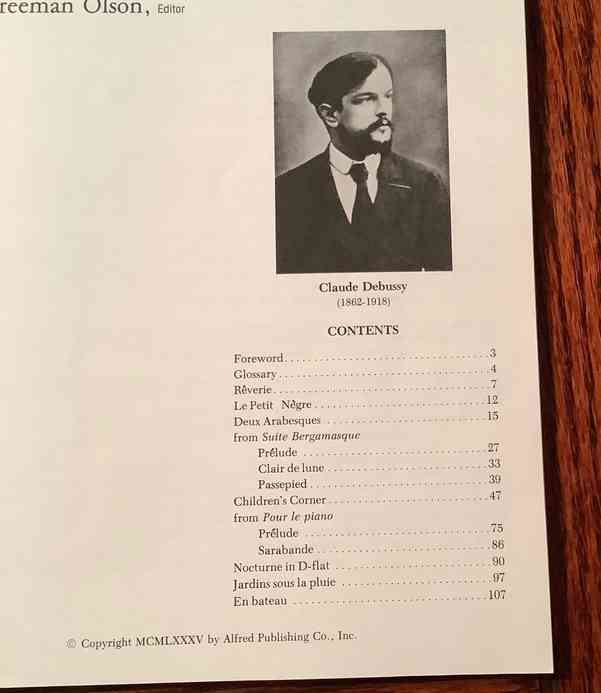 reeman Olson, Editor
Claude Debussy
(1862-1918)
CONTENTS
Foreword 3
Glossary 4
Rêverie 7
Le Petit Nêgre 12
Deux Arabesques 15
from Suite Bergamasque
Prêlude 27
Clair de lune 33
Passepied 39
Children's Corner 47
from Pour le piano
Prêlude 75
Sarabande 86
Nocturne in D-flat 90
Jardins sous la pluie 97
En bateau 107
© Copyright MCMLXXXV by Alfred Publishing Co., Inc.